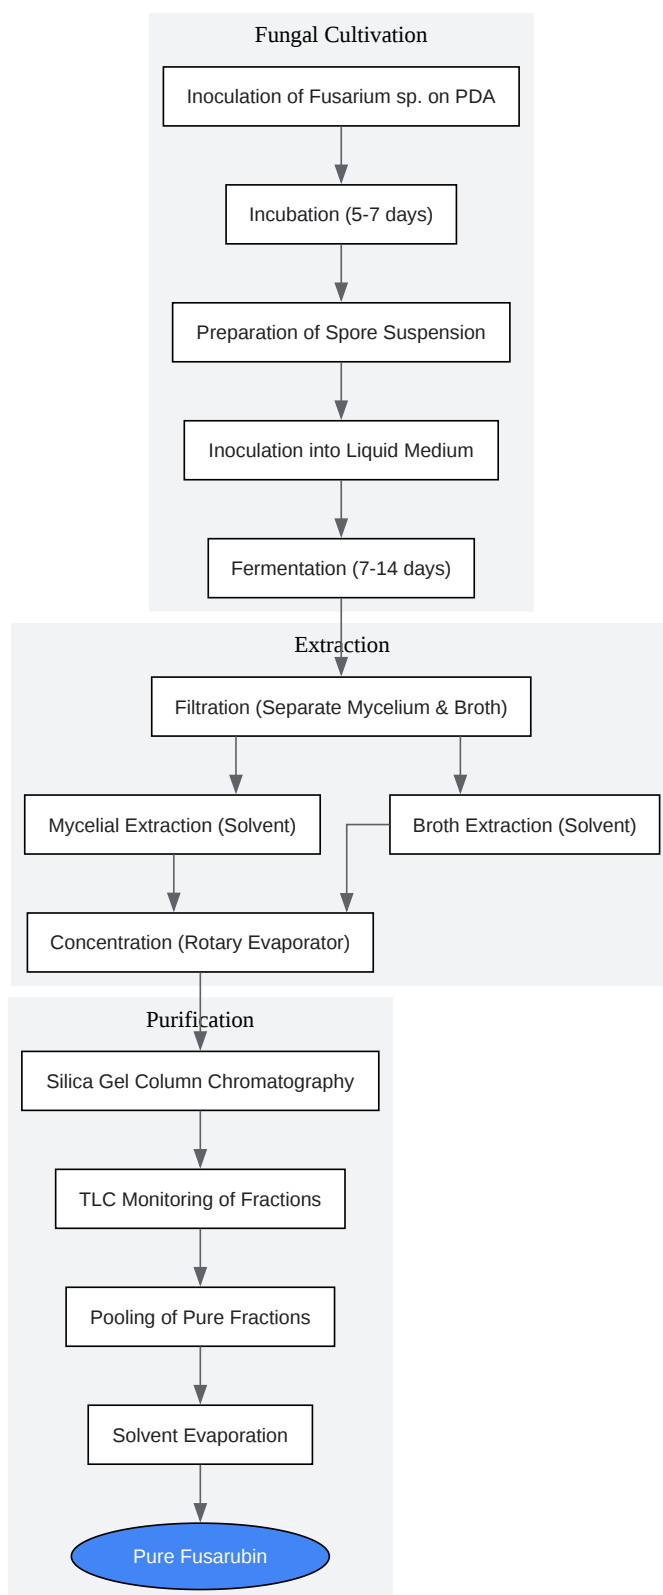 Fungal Cultivation
Inoculation of Fusarium sp. on PDA
Incubation (5-7 days)
Preparation of Spore Suspension
Inoculation into Liquid Medium
Fermentation (7-14 days)
Extraction
Filtration (Separate Mycelium & Broth)
Mycelial Extraction (Solvent)
Broth Extraction (Solvent)
Concentration (Rotary Evaporator)
Purification
Silica Gel Column Chromatography
TLC Monitoring of Fractions
Pooling of Pure Fractions
Solvent Evaporation
Pure Fusarubin